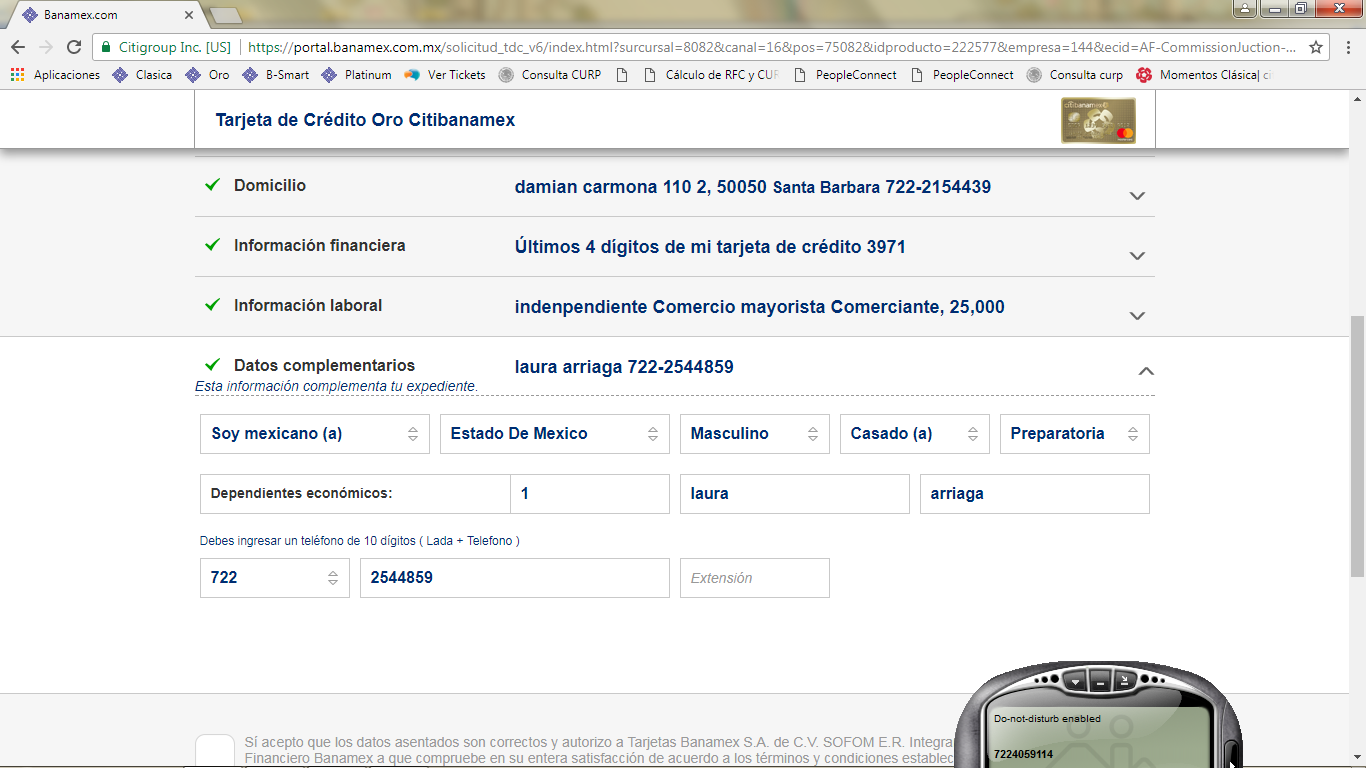 Banamex.com
Citigroup Inc. [US] https://portal.banamex.com.mx/solicitud_tdc_v6/index.html?surcursal=8082&canal=16&pos=75082&idproducto=222577&empresa=144&ecid=AF-CommissionJuction-...
Aplicaciones Clasica Oro B-Smart Platinum Ver Tickets Consulta CURP Cálculo de RFC y CUR PeopleConnect PeopleConnect Consulta curp Momentos Clásica| ci
Tarjeta de Crédito Oro Citibanamex
citibanamex
Domicilio damian carmona 110 2, 50050 Santa Barbara 722-2154439
Información financiera Últimos 4 dígitos de mi tarjeta de crédito 3971
Información laboral indenpendiente Comercio mayorista Comerciante, 25,000
Datos complementarios laura arriaga 722-2544859
Esta información complementa tu expediente.
Soy mexicano (a) Estado De Mexico Masculino Casado (a) Preparatoria
Dependientes económicos: 1 laura arriaga
Debes ingresar un teléfono de 10 dígitos ( Lada + Telefono )
722 2544859 Extensión
Do-not-disturb enabled
7224059114
Sí acepto que los datos asentados son correctos y autorizo a Tarjetas Banamex S.A. de C.V. SOFOM E.R. Integra
Financiero Banamex a que compruebe en su entera satisfacción de acuerdo a los términos y condiciones establec